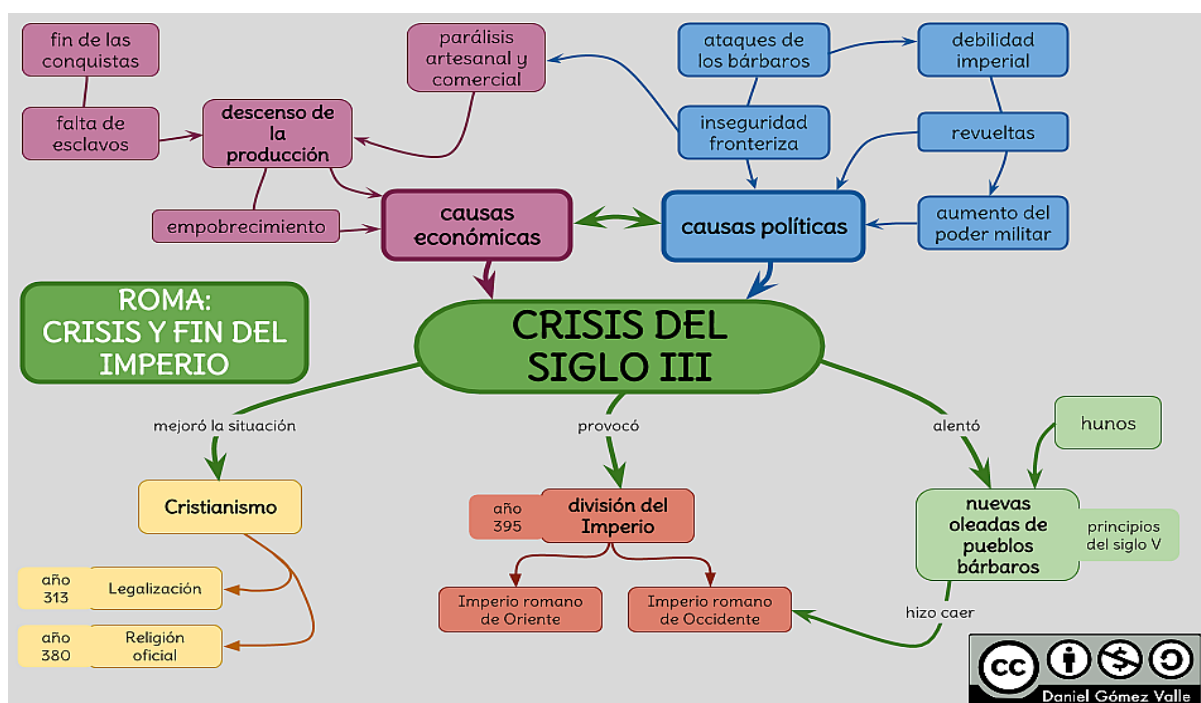 fin de las
conquistas
falta de
esclavos
descenso de
la
producción
empobrecimiento
parálisis
artesanal y
comercial
causas
económicas
ataques de
los bárbaros
inseguridad
fronteriza
debilidad
imperial
revueltas
aumento del
poder militar
causas políticas
ROMA:
CRISIS Y FIN DEL
IMPERIO
CRISIS DEL
SIGLO III
mejoró la situación
Cristianismo
año
313
Legalización
año
380
Religión
oficial
provocó
año
395
división del
Imperio
Imperio romano
de Oriente
Imperio romano
de Occidente
alentó
hunos
nuevas
oleadas de
pueblos
bárbaros
principios
del siglo V
hizo caer
cc
Daniel Gómez Valle